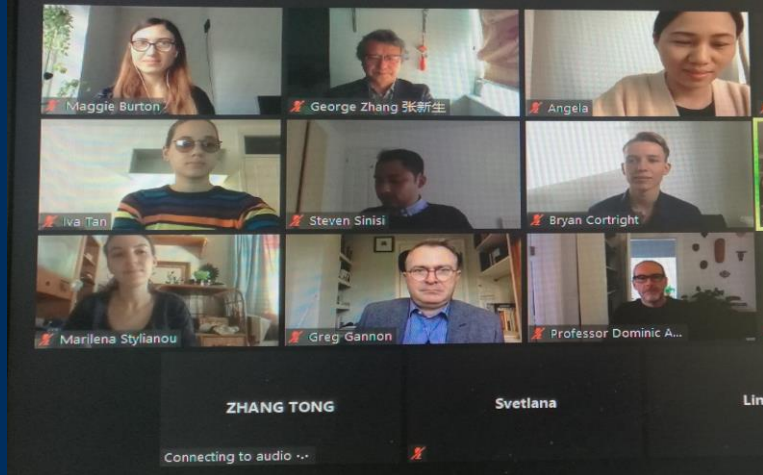 Maggie Burton
George Zhang 张新生
Angela
Iva Tan
Steven Sinisi
Bryan Cortright
Marilena Stylianou
Greg Gannon
Professor Dominic A...
ZHANG TONG
Svetlana
Lin
Connecting to audio ...